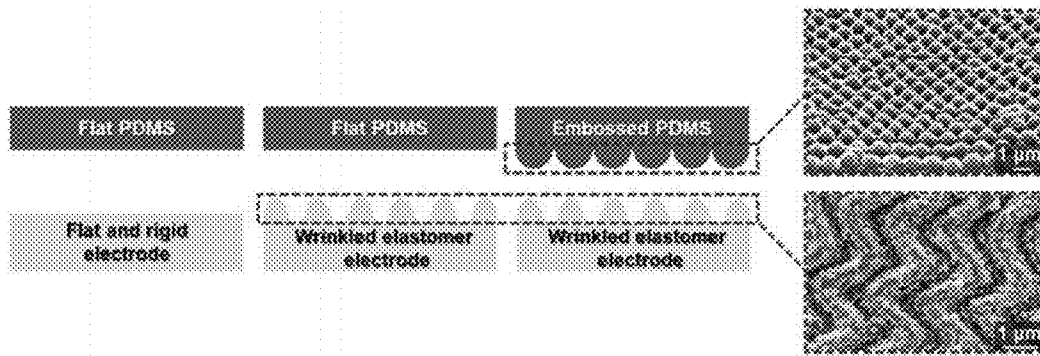 Flat PDMS
Flat PDMS
Embossed PDMS
1 μm
Flat and rigid
electrode
Wrinkled elastomer
electrode
Wrinkled elastomer
electrode
1 μm